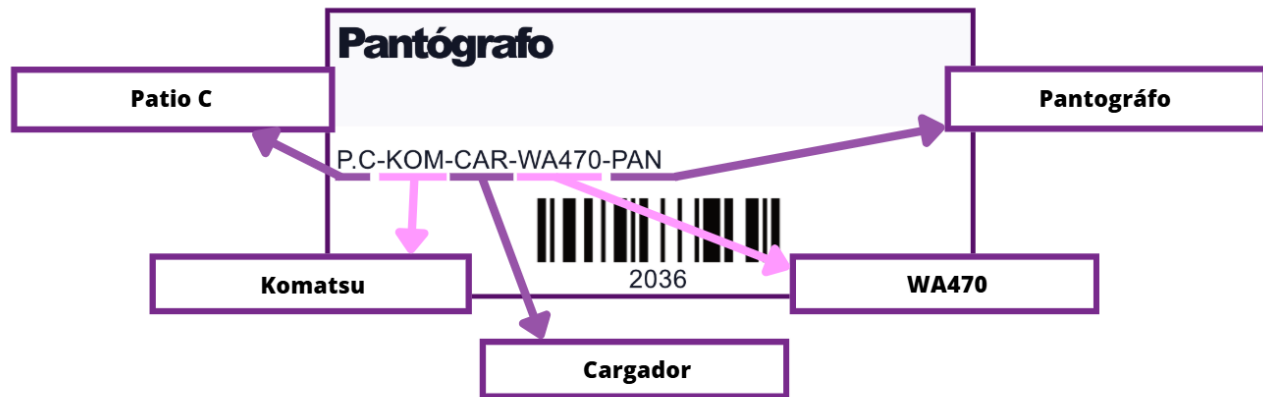 Pantógrafo
Patio C
Pantográfo
P.C-KOM-CAR-WA470-PAN
2036
Komatsu
WA470
Cargador